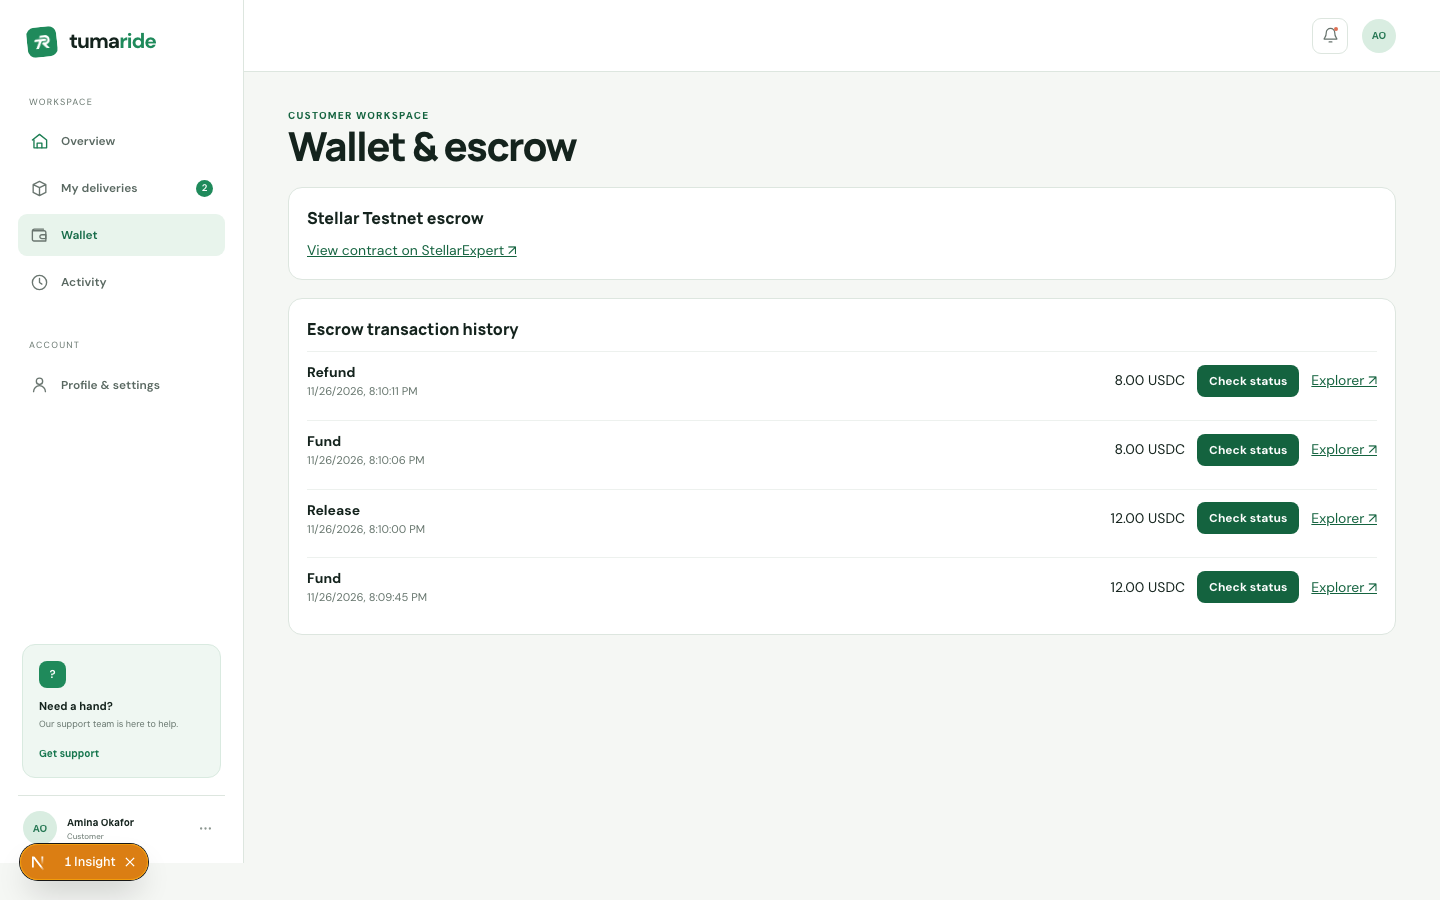 tumaride
WORKSPACE
Overview
My deliveries 2
Wallet
Activity
ACCOUNT
Profile & settings
?
Need a hand?
Our support team is here to help.
Get support
AO Amina Okafor
Customer
1 Insight
AO
CUSTOMER WORKSPACE
Wallet & escrow
Stellar Testnet escrow
View contract on StellarExpert ↗
Escrow transaction history
Refund
11/26/2026, 8:10:11 PM
8.00 USDC Check status Explorer ↗
Fund
11/26/2026, 8:10:06 PM
8.00 USDC Check status Explorer ↗
Release
11/26/2026, 8:10:00 PM
12.00 USDC Check status Explorer ↗
Fund
11/26/2026, 8:09:45 PM
12.00 USDC Check status Explorer ↗